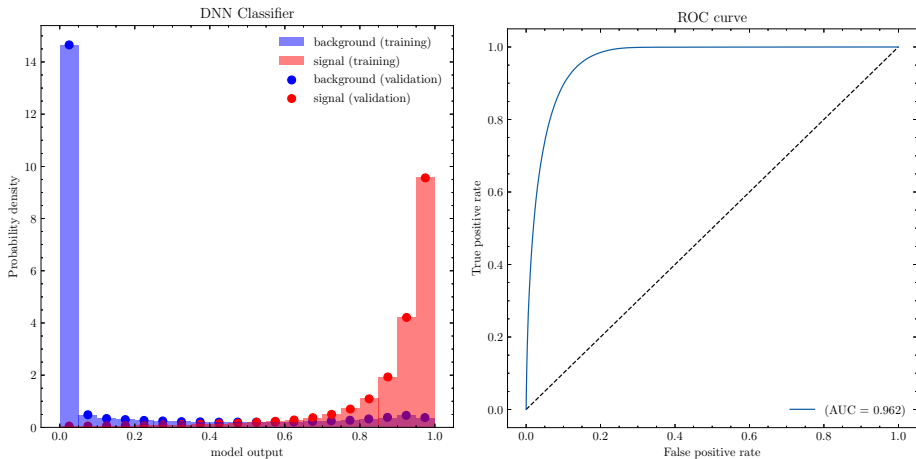 DNN Classifier
background (training)
signal (training)
background (validation)
signal (validation)
Probability density
14
12
10
8
6
4
2
0
0.0 0.2 0.4 0.6 0.8 1.0
model output
ROC curve
True positive rate
1.0
0.8
0.6
0.4
0.2
0.0
(AUC = 0.962)
0.0 0.2 0.4 0.6 0.8 1.0
False positive rate